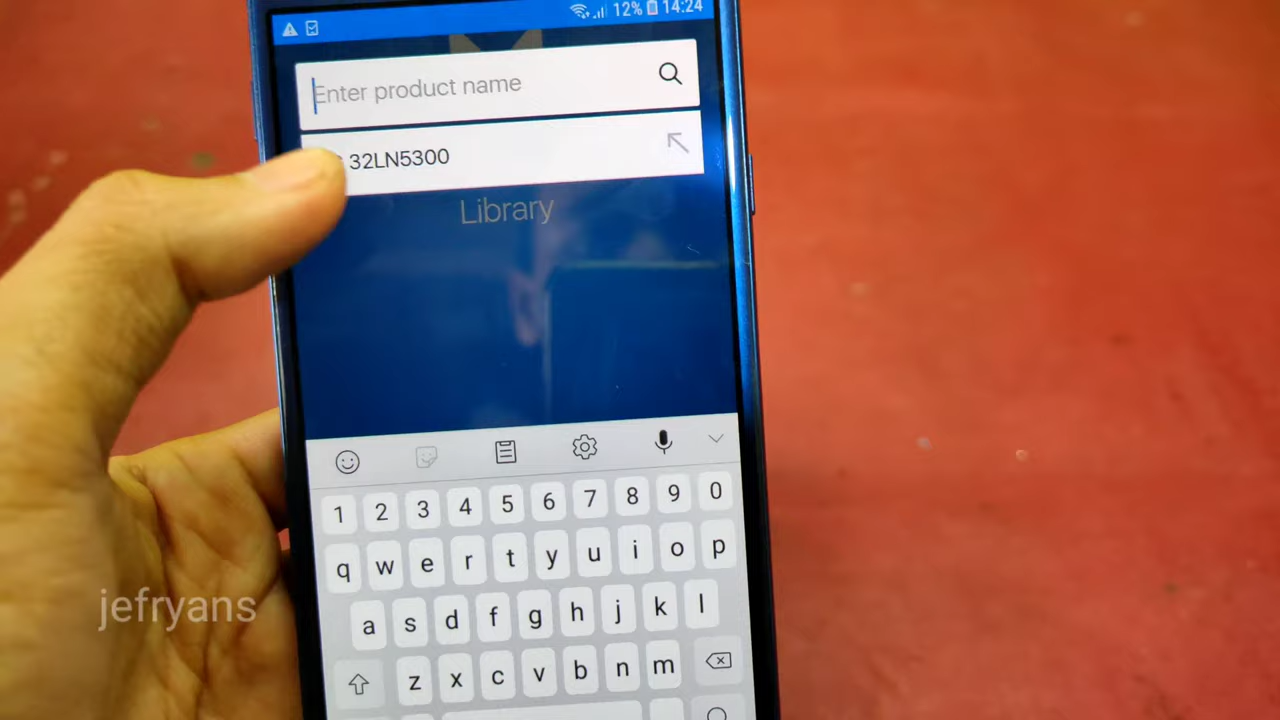 12% 14:24
Enter product name
32LN5300
Library
1 2 3 4 5 6 7 8 9 0
q w e r t y u i o p
a s d f g h j k l
z x c v b n m
jefryans